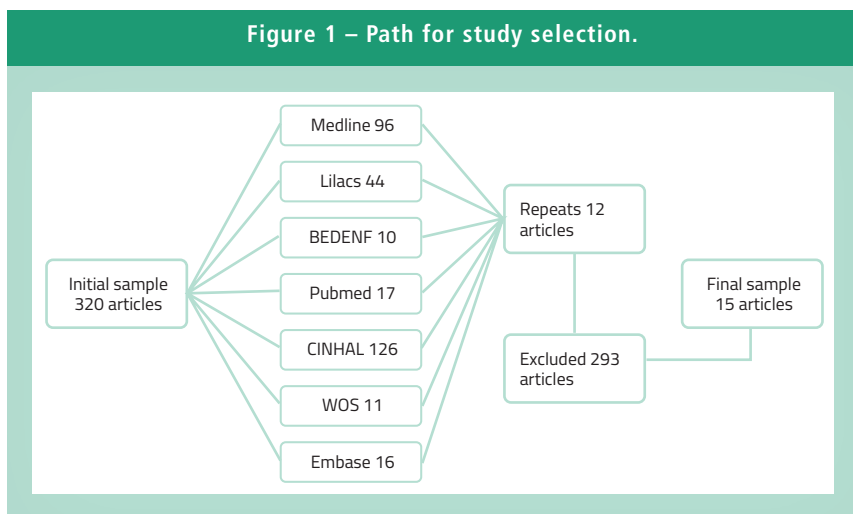 Figure 1 – Path for study selection.
Initial sample
320 articles
Medline 96
Lilacs 44
BEDENF 10
Pubmed 17
CINHAL 126
WOS 11
Embase 16
Repeats 12
articles
Excluded 293
articles
Final sample
15 articles